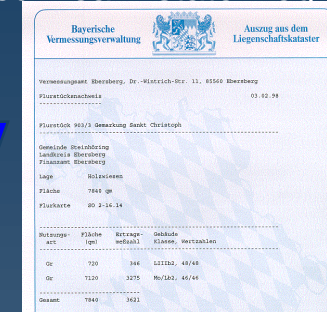 Bayerische
Vermessungsverwaltung
Auszug aus dem
Liegenschaftskataster
Vermessungsamt Ebersberg, Dr.-Wintrich-Str. 11, 85560 Ebersberg
Flurstücksnachweis 03.02.98
Flurstück 903/3 Gemarkung Sankt Christoph
Gemeinde Steinhöring
Landkreis Ebersberg
Finanzamt Ebersberg
Lage Holzwiesen
Fläche 7840 qm
Flurkarte SO 2-16.14
Nutzungs- Fläche Ertrags- Gebäude
art (qm) meßzahl Klasse, Wertzahlen
Gr 720 346 LIIIb2, 48/48
Gr 7120 3275 Mo/Lb2, 46/46
Gesamt 7840 3621